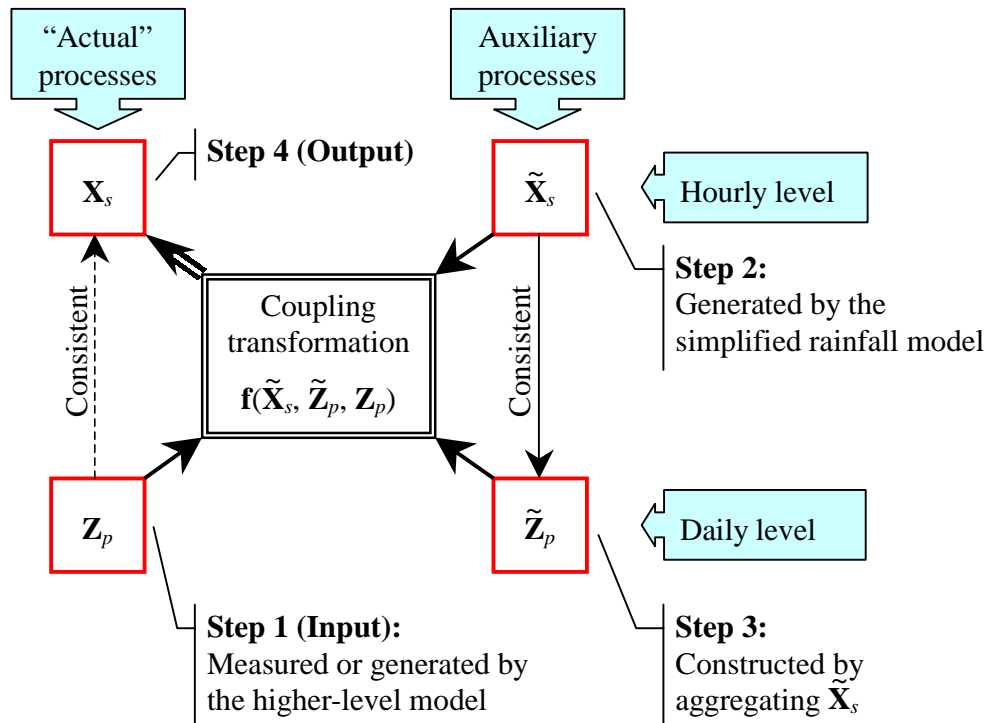 “Actual”
processes
Auxiliary
processes
Step 4 (Output)
X_s
X̃_s
Hourly level
Step 2:
Generated by the
simplified rainfall model
Consistent
Coupling
transformation
f(X̃_s, Z̃_p, Z_p)
Consistent
Z_p
Z̃_p
Daily level
Step 1 (Input):
Measured or generated by
the higher-level model
Step 3:
Constructed by
aggregating X̃_s